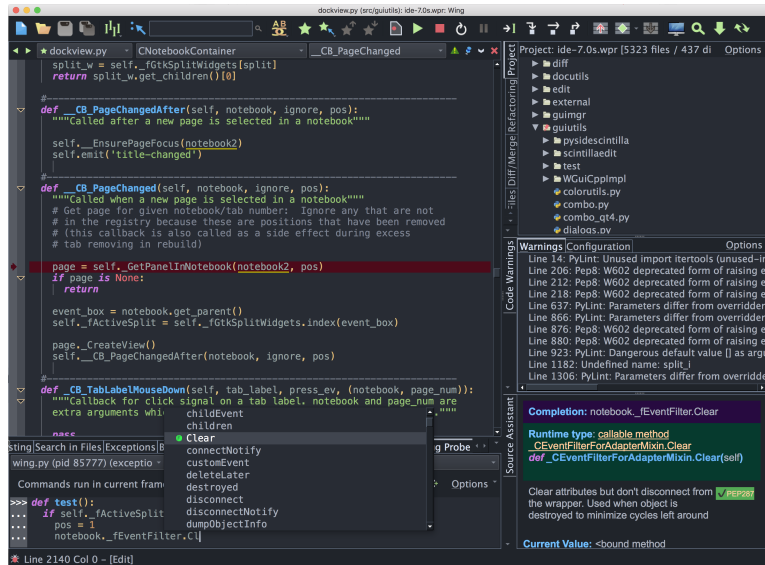 dockview.py (src/guiutils): ide-7.0s.wpr: Wing
dockview.py
CNotebookContainer
__CB_PageChanged
split_w = self._fGtkSplitWidgets[split]
return split_w.get_children()[0]
def __CB_PageChangedAfter(self, notebook, ignore, pos):
"""Called after a new page is selected in a notebook"""
self.__EnsurePageFocus(notebook2)
self.emit('title-changed')
def __CB_PageChanged(self, notebook, ignore, pos):
"""Called when a new page is selected in a notebook"""
# Get page for given notebook/tab number:  Ignore any that are not
# in the registry because these are positions that have been removed
# (this callback is also called as a side effect during excess
# tab removing in rebuild)
page = self._GetPanelInNotebook(notebook2, pos)
if page is None:
return
event_box = notebook.get_parent()
self._fActiveSplit = self._fGtkSplitWidgets.index(event_box)
page._CreateView()
self.__CB_PageChangedAfter(notebook, ignore, pos)
def _CB_TabLabelMouseDown(self, tab_label, press_ev, (notebook, page_num)):
"""Callback for click signal on a tab label. notebook and page_num are
extra arguments whi
."""
pass
childEvent
children
Clear
connectNotify
customEvent
deleteLater
destroyed
disconnect
disconnectNotify
dumpObjectInfo
sting Search in Files Exceptions B
g Probe
wing.py (pid 85777) (exceptio
Commands run in current fram
Options
>>> def test():
... if self._fActiveSplit
... pos = 1
... notebook._fEventFilter.Cl
Line 2140 Col 0 – [Edit]
Project
Refactoring
Diff/Merge
Files
Project: ide-7.0s.wpr [5323 files / 437 di
Options
diff
docutils
edit
external
guimgr
guiutils
pysidescintilla
scintillaedit
test
WGuiCppImpl
colorutils.py
combo.py
combo_qt4.py
dialogs.py
Code Warnings
Warnings Configuration
Options
Line 14: PyLint: Unused import itertools (unused-i
Line 206: Pep8: W602 deprecated form of raising e
Line 212: Pep8: W602 deprecated form of raising e
Line 218: Pep8: W602 deprecated form of raising e
Line 637: PyLint: Parameters differ from overridden
Line 866: PyLint: Parameters differ from overridden
Line 876: Pep8: W602 deprecated form of raising e
Line 880: Pep8: W602 deprecated form of raising e
Line 923: PyLint: Dangerous default value [] as argu
Line 1182: Undefined name: split_i
Line 1306: PyLint: Parameters differ from overridde
Source Assistant
Completion: notebook._fEventFilter.Clear
Runtime type: callable method
_CEventFilterForAdapterMixin.Clear
def _CEventFilterForAdapterMixin.Clear(self)
Clear attributes but don't disconnect from
PEP287
the wrapper. Used when object is
destroyed to minimize cycles left around
Current Value: <bound method